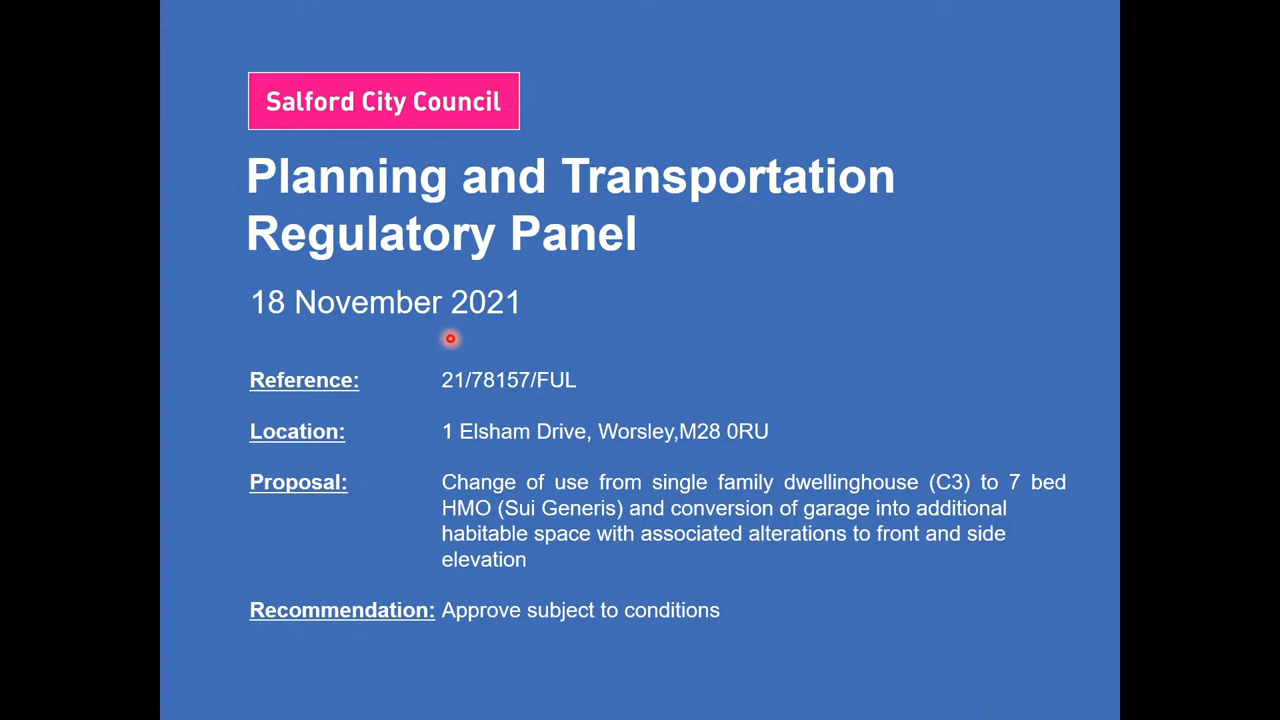 Salford City Council
Planning and Transportation
Regulatory Panel
18 November 2021
Reference: 21/78157/FUL
Location: 1 Elsham Drive, Worsley,M28 0RU
Proposal: Change of use from single family dwellinghouse (C3) to 7 bed
HMO (Sui Generis) and conversion of garage into additional
habitable space with associated alterations to front and side
elevation
Recommendation: Approve subject to conditions